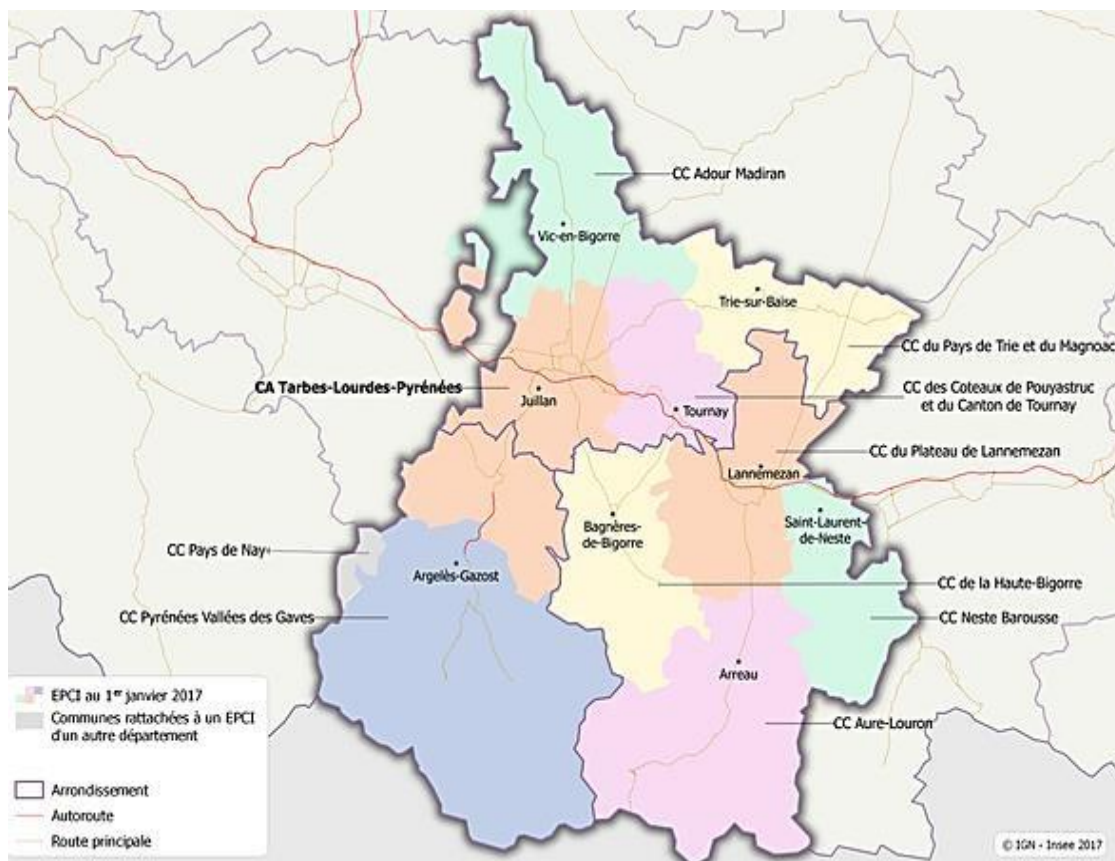 CC Adour Madiran
Vic-en-Bigorre
Trie-sur-Baïse
CC du Pays de Trie et du Magnoac
CA Tarbes-Lourdes-Pyrénées
Juillan
CC des Coteaux de Pouyastruc
et du Canton de Tournay
Tournay
CC du Plateau de Lannemezan
Lannemezan
Bagnères-
de-Bigorre
Saint-Laurent-
de-Neste
CC Pays de Nay
Argelès-Gazost
CC de la Haute-Bigorre
CC Pyrénées Vallées des Gaves
CC Neste Barousse
Arreau
CC Aure-Louron
EPCI au 1er janvier 2017
Communes rattachées à un EPCI
d'un autre département
Arrondissement
Autoroute
Route principale
© IGN - Insee 2017